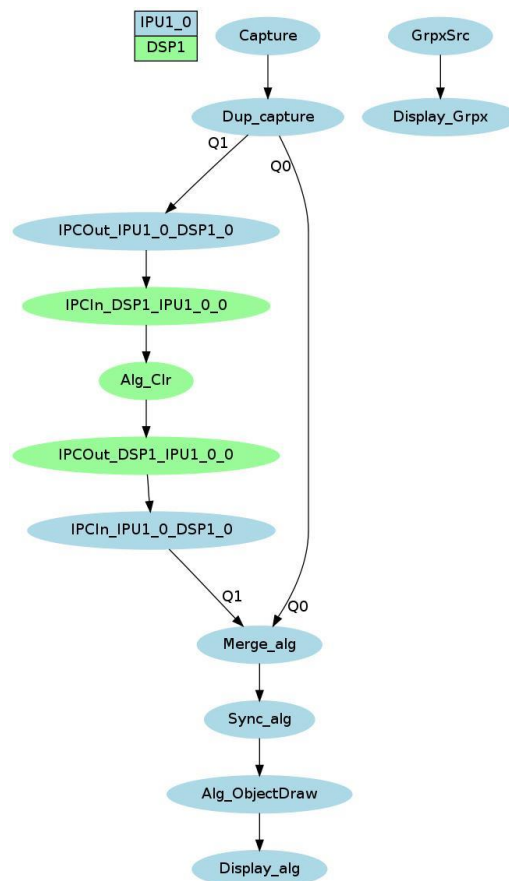 IPU1_0
DSP1
Capture
GrpxSrc
Dup_capture
Display_Grpx
Q1
Q0
IPCOut_IPU1_0_DSP1_0
IPCIn_DSP1_IPU1_0_0
Alg_Clr
IPCOut_DSP1_IPU1_0_0
IPCIn_IPU1_0_DSP1_0
Q1
Q0
Merge_alg
Sync_alg
Alg_ObjectDraw
Display_alg